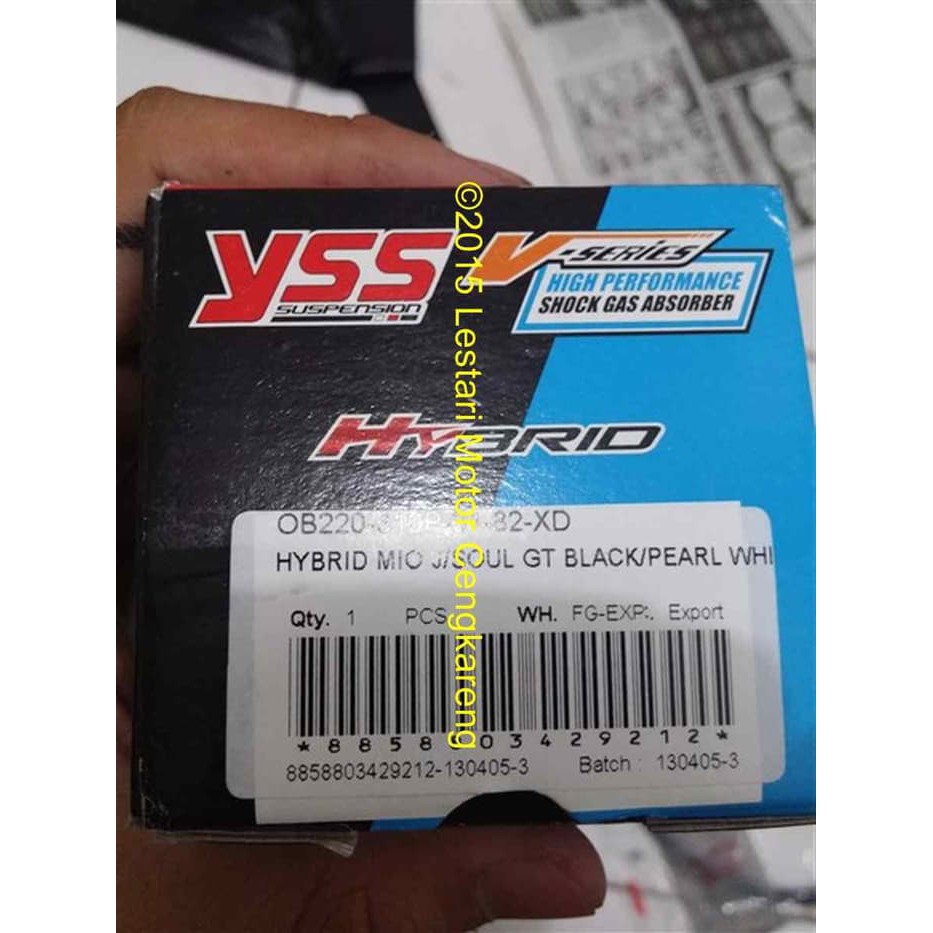 YSS
SUSPENSION
V-SERIES
HIGH PERFORMANCE
SHOCK GAS ABSORBER
HYBRID
HYBRID MIO J/SOUL GT BLACK/PEARL WHI
Qty. 1 PCS. WH. FG-EXP:. Export
*8858803429212*
8858803429212-130405-3 Batch : 130405-3
©2015 Lestari Motor Cengkareng